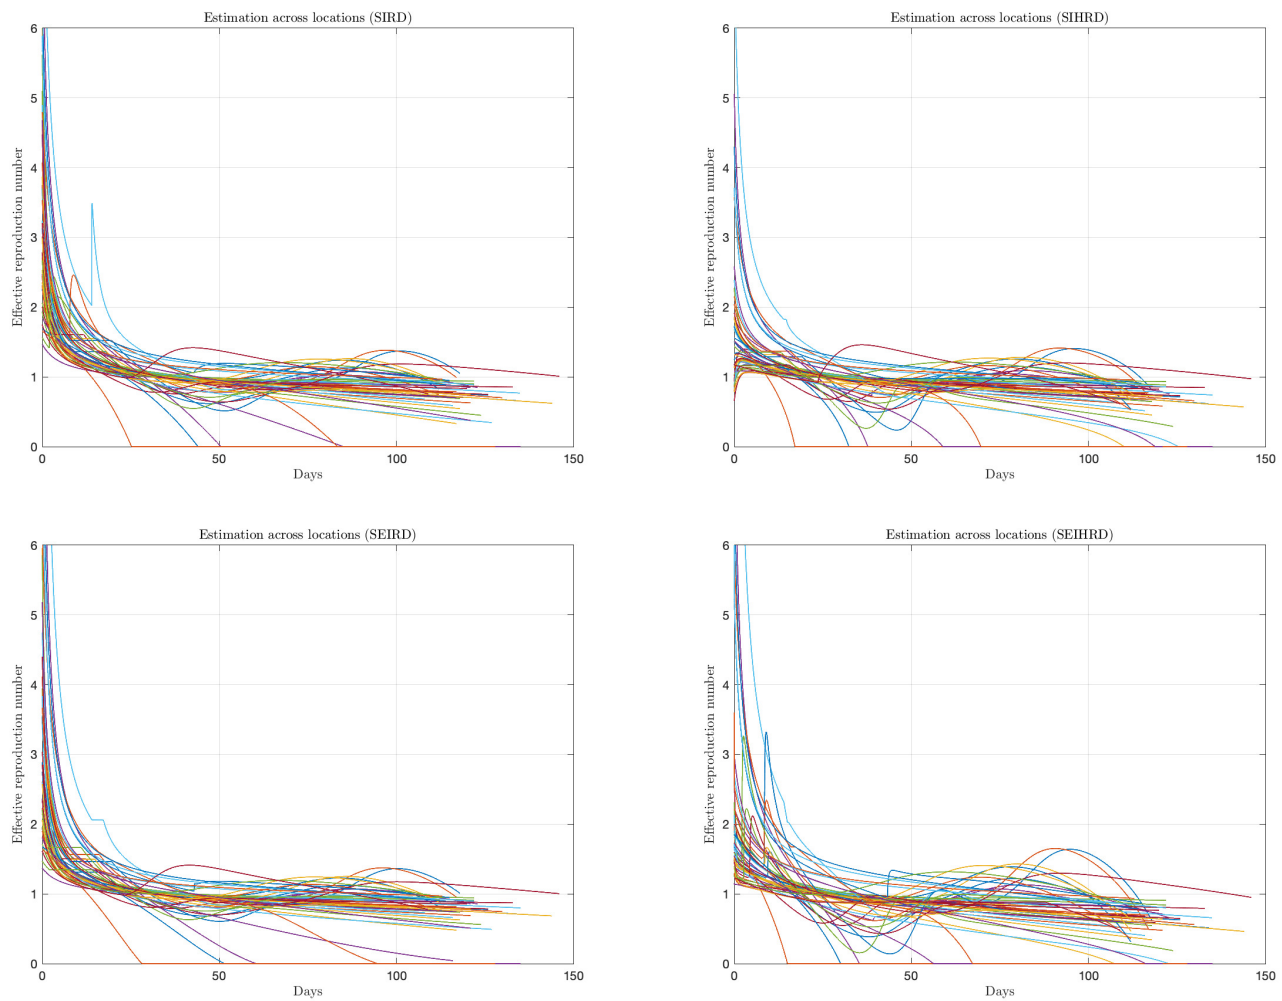 Estimation across locations (SIRD)
6
5
4
3
2
1
0
Effective reproduction number
0 50 100 150
Days
Estimation across locations (SIHRD)
6
5
4
3
2
1
0
Effective reproduction number
0 50 100 150
Days
Estimation across locations (SEIRD)
6
5
4
3
2
1
0
Effective reproduction number
0 50 100 150
Days
Estimation across locations (SEIHRD)
6
5
4
3
2
1
0
Effective reproduction number
0 50 100 150
Days